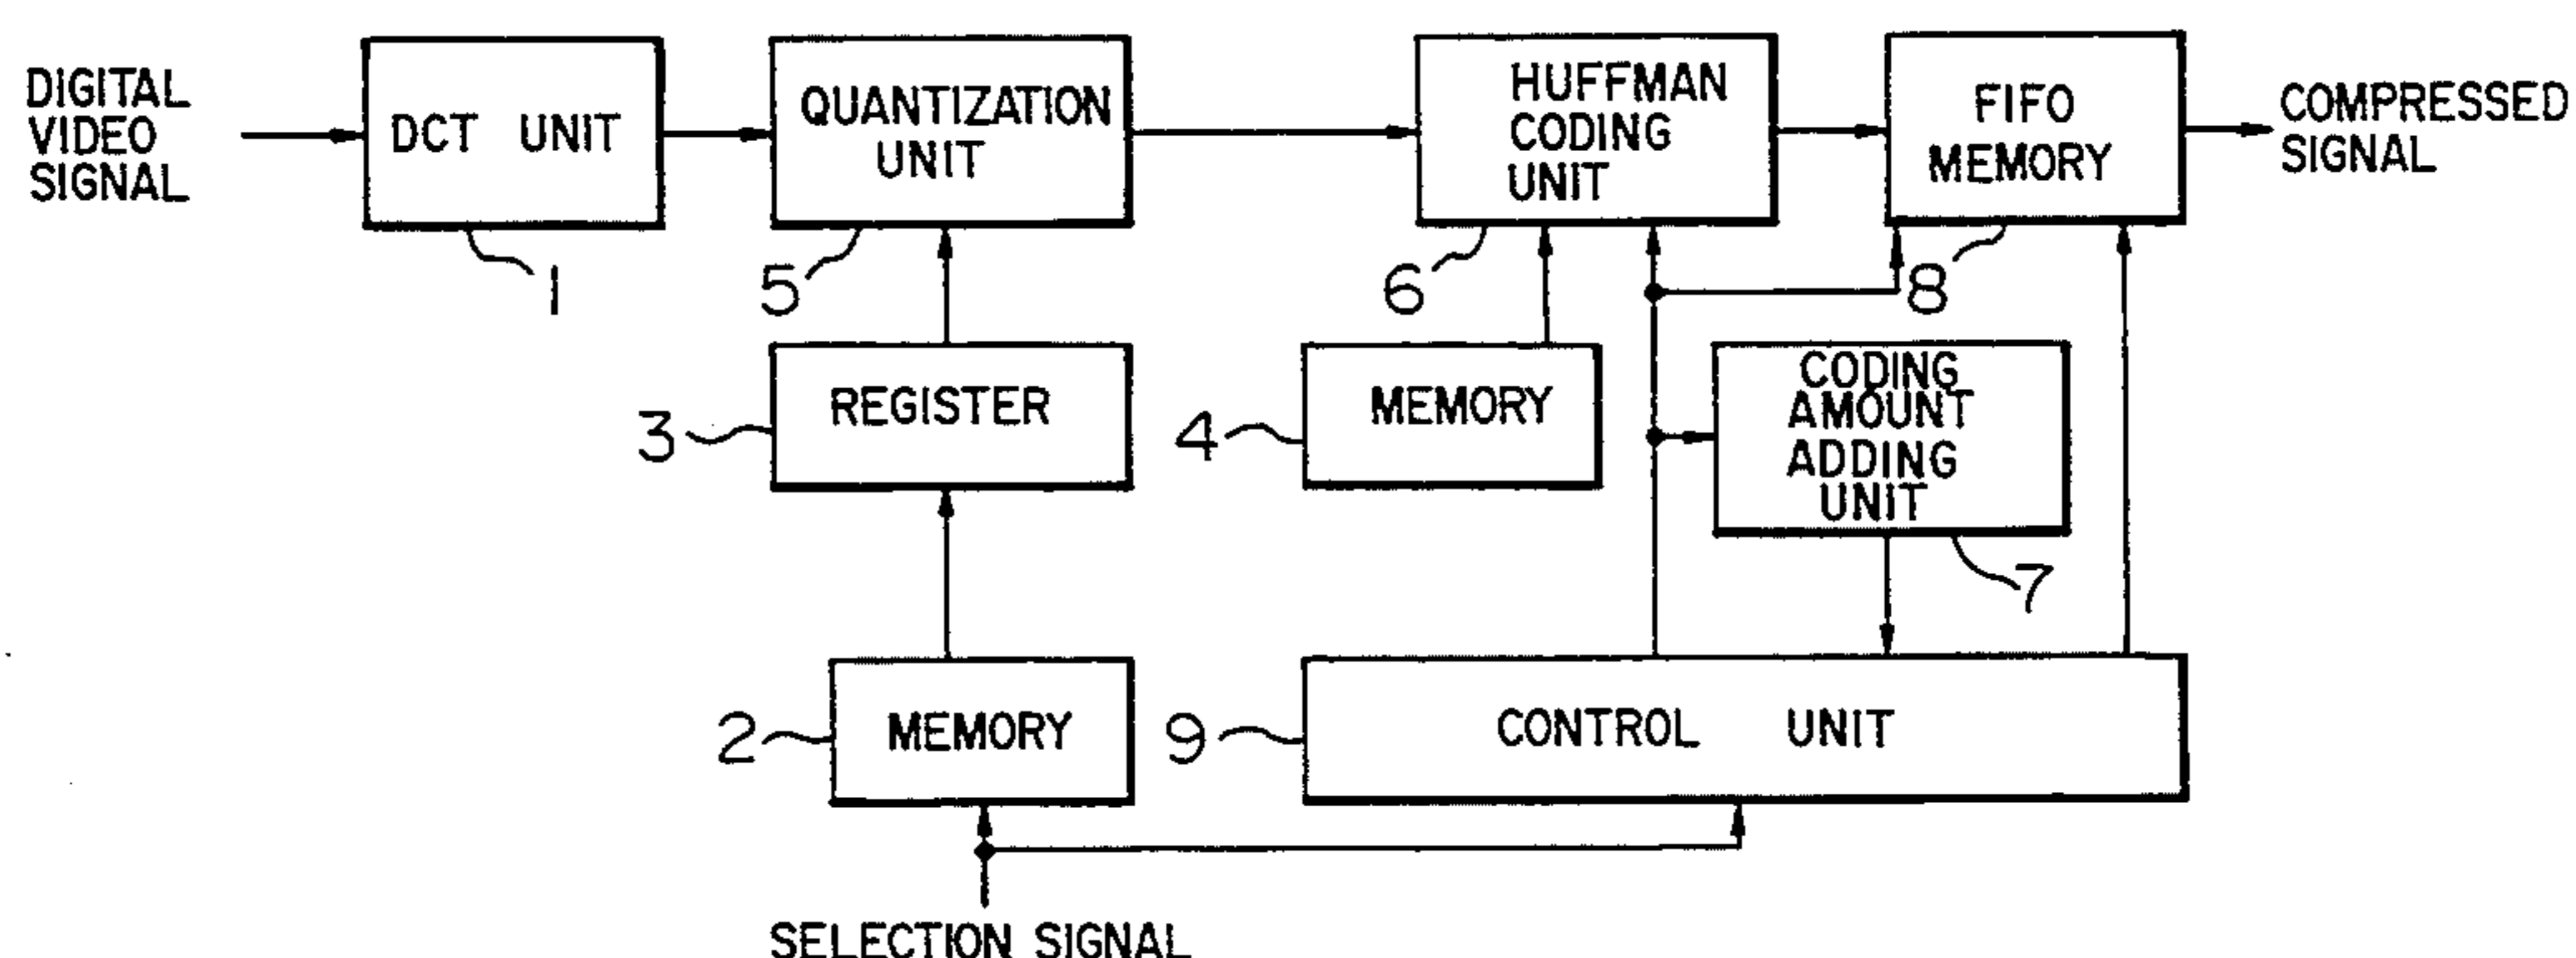 DIGITAL
VIDEO
SIGNAL
DCT UNIT
1
QUANTIZATION
UNIT
5
HUFFMAN
CODING
UNIT
6
FIFO
MEMORY
8
COMPRESSED
SIGNAL
REGISTER
3
MEMORY
4
CODING
AMOUNT
ADDING
UNIT
7
MEMORY
2
CONTROL UNIT
9
SELECTION SIGNAL